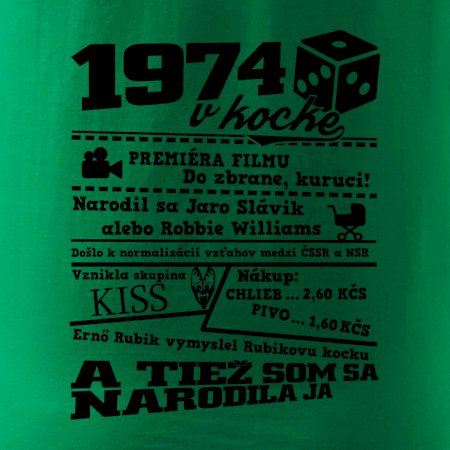 1974
v kocke
PREMIÉRA FILMU
Do zbrane, kuruci!
Narodil sa Jaro Slávik
alebo Robbie Williams
Došlo k normalizácií vzťahov medzi ČSSR a NSR
Vznikla skupina
KISS
Nákup:
CHLIEB ... 2,60 KČS
PIVO ... 1,60 KČS
Ernő Rubik vymyslel Rubikovu kocku
A TIEŽ SOM SA
NARODILA JA